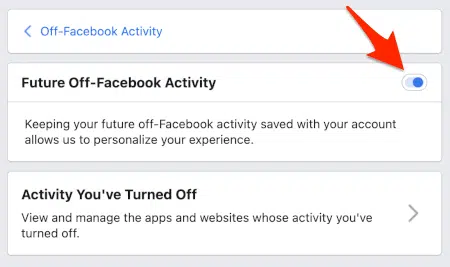 Off-Facebook Activity
Future Off-Facebook Activity
Keeping your future off-Facebook activity saved with your account
allows us to personalize your experience.
Activity You've Turned Off
View and manage the apps and websites whose activity you've
turned off.